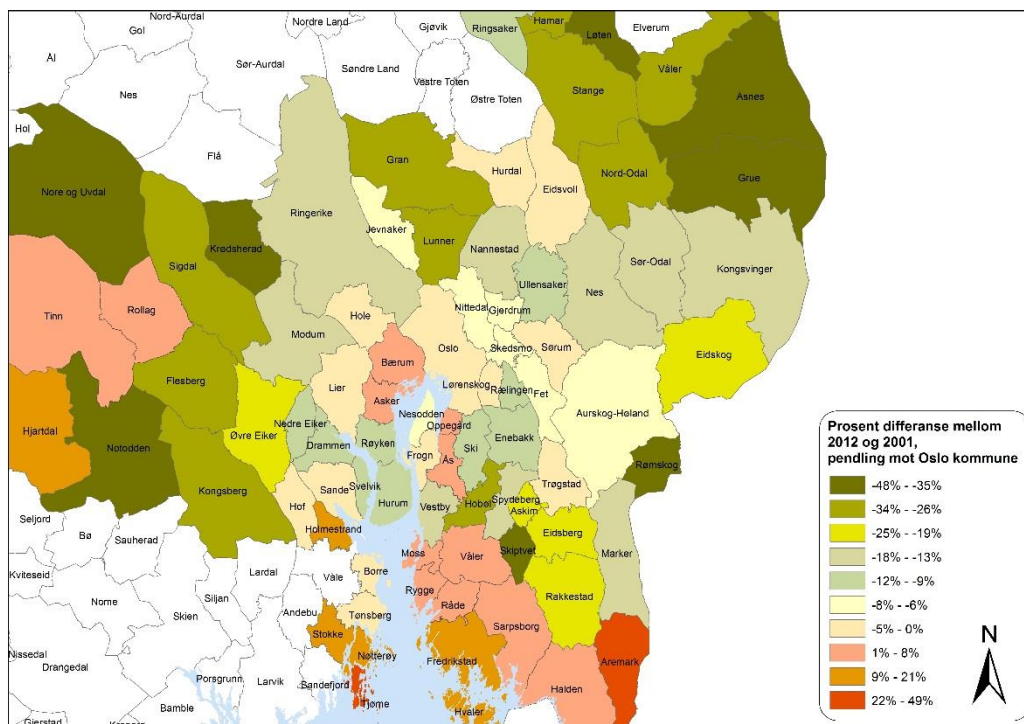 Nord-Aurdal
Nordre Land
Gjøvik
Ringsaker
Hamar
Løten
Elverum
Gol
Ål
Sør-Aurdal
Søndre Land
Vestre Toten
Østre Toten
Stange
Våler
Åsnes
Nes
Hol
Flå
Gran
Hurdal
Eidsvoll
Nord-Odal
Grue
Nore og Uvdal
Ringerike
Jevnaker
Lunner
Nannestad
Krødsherad
Sigdal
Ullensaker
Nes
Sør-Odal
Kongsvinger
Tinn
Rollag
Modum
Hole
Nittedal
Gjerdrum
Oslo
Skedsmo
Sørum
Eidskog
Bærum
Flesberg
Lier
Lørenskog
Rælingen
Fet
Asker
Hjartdal
Nesodden
Aurskog-Høland
Notodden
Øvre Eiker
Nedre Eiker
Drammen
Røyken
Oppegård
Frogn
Ski
Enebakk
Ås
Rømskog
Kongsberg
Svelvik
Sande
Hurum
Hof
Vestby
Hobøl
Spydeberg
Trøgstad
Askim
Holmestrand
Seljord
Bø
Sauherad
Eidsberg
Marker
Moss
Våler
Skiptvet
Kviteseid
Lardal
Våle
Borre
Nome
Siljan
Rygge
Råde
Rakkestad
Skien
Andebu
Tønsberg
Sarpsborg
Stokke
Nissedal
Drangedal
Nøtterøy
Fredrikstad
Aremark
Porsgrunn
Larvik
Sandefjord
Halden
Tjøme
Hvaler
Bamble
Gjerstad
Prosent differanse mellom
2012 og 2001,
pendling mot Oslo kommune
-48% - -35%
-34% - -26%
-25% - -19%
-18% - -13%
-12% - -9%
-8% - -6%
-5% - 0%
1% - 8%
9% - 21%
22% - 49%
N